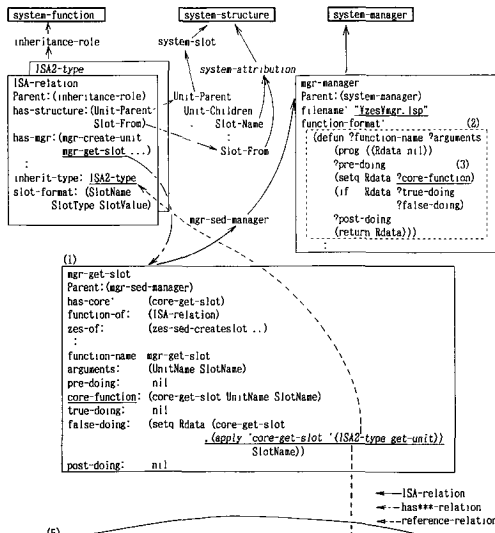 system-function
system-structure
system-manager
inheritance-role
system-slot
ISA2-type
system-attribution
ISA-relation
Parent:(inheritance-role)
has-structure:(Unit-Parent
Slot-From)
has-mgr:(mgr-create-unit
mgr-get-slot ...)
:
inherit-type: ISA2-type
slot-format: (SlotName
SlotType SlotValue)
Unit-Parent
Unit-Children
Slot-Name
:
Slot-From
mgr-manager
Parent:(system-manager)
filename' "¥zes¥mgr.lsp"
function-format: (2)
(defun ?function-name ?arguments
(prog ((Rdata nil))
?pre-doing (3)
(setq Rdata ?core-function)
(if Rdata ?true-doing
?false-doing)
?post-doing
(return Rdata)))
:
mgr-sed-manager
(1)
mgr-get-slot
Parent:(mgr-sed-manager)
has-core' (core-get-slot)
function-of: (ISA-relation)
zes-of: (zes-sed-createslot ..)
:
function-name mgr-get-slot
arguments: (UnitName SlotName)
pre-doing: nil
core-function: (core-get-slot UnitName SlotName)
true-doing: nil
false-doing: (setq Rdata (core-get-slot
,(apply 'core-get-slot '(ISA2-type get-unit))
SlotName))
post-doing: nil
ISA-relation
has***-relation
reference-relation
(5)